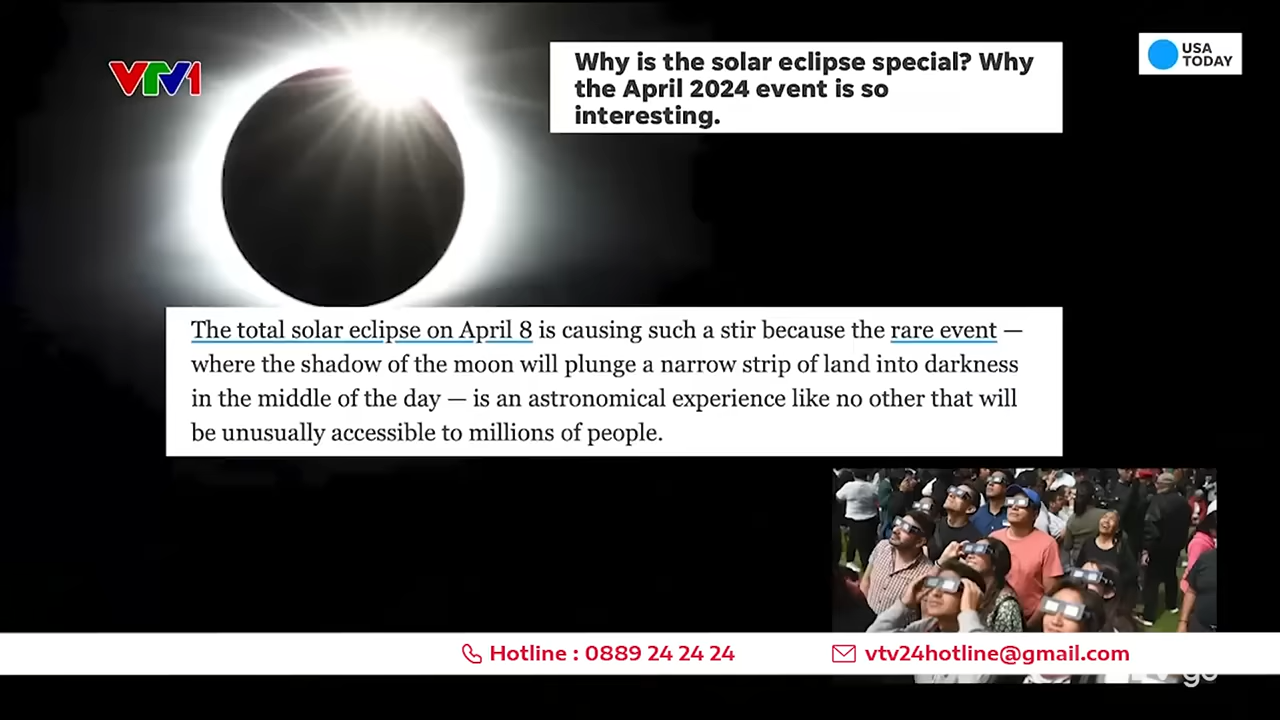 VTV1
Why is the solar eclipse special? Why
the April 2024 event is so
interesting.
USA
TODAY
The total solar eclipse on April 8 is causing such a stir because the rare event —
where the shadow of the moon will plunge a narrow strip of land into darkness
in the middle of the day — is an astronomical experience like no other that will
be unusually accessible to millions of people.
Hotline : 0889 24 24 24
vtv24hotline@gmail.com